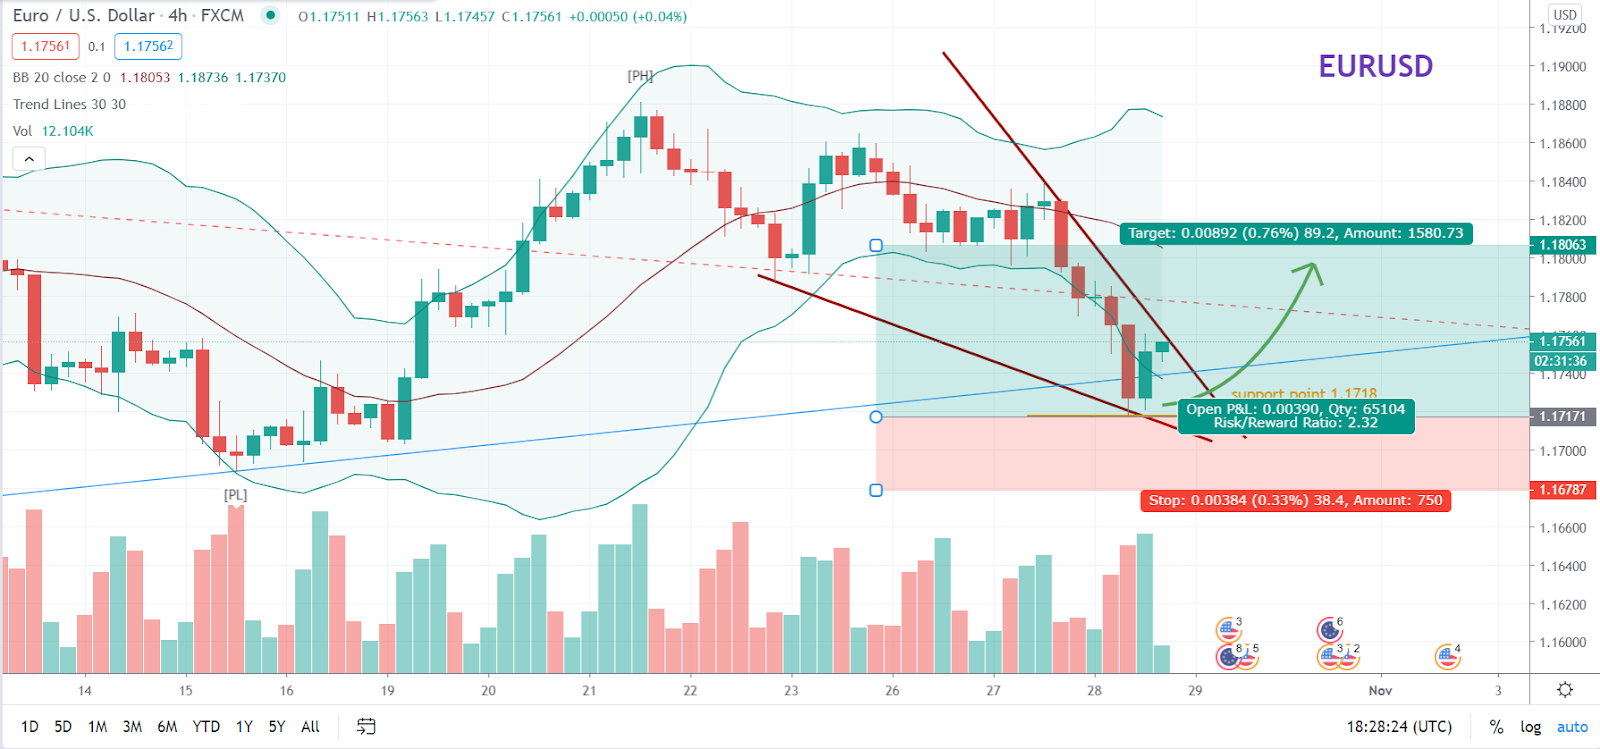 Euro / U.S. Dollar · 4h · FXCM O1.17511 H1.17563 L1.17457 C1.17561 +0.00050 (+0.04%)
1.17561 0.1 1.17562
BB 20 close 2 0 1.18053 1.18736 1.17370
Trend Lines 30 30
Vol 12.104K
EURUSD
[PH]
[PL]
Target: 0.00892 (0.76%) 89.2, Amount: 1580.73
support point 1.1718
Open P&L: 0.00390, Qty: 65104
Risk/Reward Ratio: 2.32
Stop: 0.00384 (0.33%) 38.4, Amount: 750
USD
1.19200
1.19000
1.18800
1.18600
1.18400
1.18200
1.18063
1.18000
1.17800
1.17561
02:31:36
1.17400
1.17171
1.17000
1.16787
1.16600
1.16400
1.16200
1.16000
3 6
8 5 3 2 4
14 15 16 19 20 21 22 23 26 27 28 29 Nov 3
1D 5D 1M 3M 6M YTD 1Y 5Y All 18:28:24 (UTC) % log auto